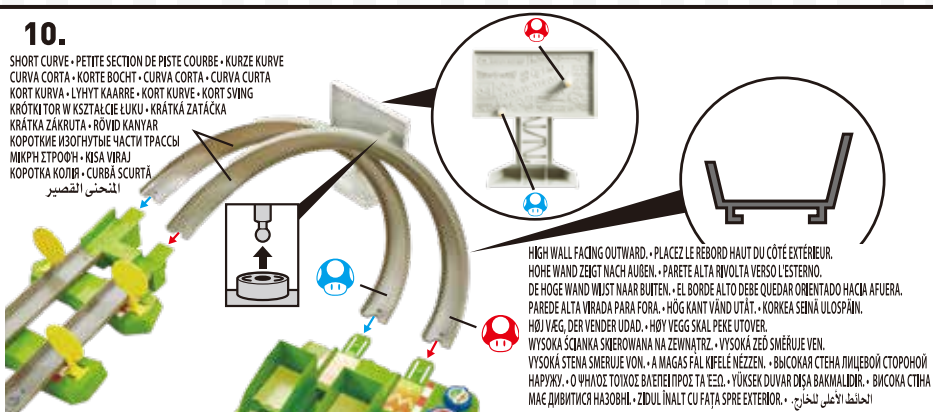 10.
SHORT CURVE • PETITE SECTION DE PISTE COURBE • KURZE KURVE
CURVA CORTA • KORTE BOCHT • CURVA CORTA • CURVA CURTA
KORT KURVA • LYHYT KAARRE • KORT KURVE • KORT SVING
KRÓTKI TOR W KSZTAŁCIE ŁUKU • KRÁTKÁ ZATÁČKA
KRÁTKA ZÁKRUTA • RÖVID KANYAR
КОРОТКИЕ ИЗОГНУТЫЕ ЧАСТИ ТРАССЫ
ΜΙΚΡΉ ΣΤΡΟΦΉ • KISA VIRAJ
КОРОТКА КОЛІЯ • CURBĂ SCURTĂ
المنحنى القصير
HIGH WALL FACING OUTWARD. • PLACEZ LE REBORD HAUT DU CÔTÉ EXTÉRIEUR.
HOHE WAND ZEIGT NACH AUßEN. • PARETE ALTA RIVOLTA VERSO L'ESTERNO.
DE HOGE WAND WIJST NAAR BUITEN. • EL BORDE ALTO DEBE QUEDAR ORIENTADO HACIA AFUERA.
PAREDE ALTA VIRADA PARA FORA. • HÖG KANT VÄND UTÅT. • KORKEA SEINÄ ULOSPÄIN.
HØJ VÆG, DER VENDER UDAD. • HØY VEGG SKAL PEKE UTOVER.
WYSOKA ŚCIANKA SKIEROWANA NA ZEWNĄTRZ. • VYSOKÁ ZEĎ SMĚŘUJE VEN.
VYSOKÁ STENA SMERUJE VON. • A MAGAS FAL KIFELÉ NÉZZEN. • ВЫСОКАЯ СТЕНА ЛИЦЕВОЙ СТОРОНОЙ
НАРУЖУ. • Ο ΨΗΛΌΣ ΤΟΊΧΟΣ ΒΛΈΠΕΙ ΠΡΟΣ ΤΑ ΈΞΩ. • YÜKSEK DUVAR DIŞA BAKMALIDIR. • ВИСОКА СТІНА
МАЄ ДИВИТИСЯ НАЗОВНІ. • ZIDUL ÎNALT CU FAȚA SPRE EXTERIOR. • الحائط الأعلى للخارج.